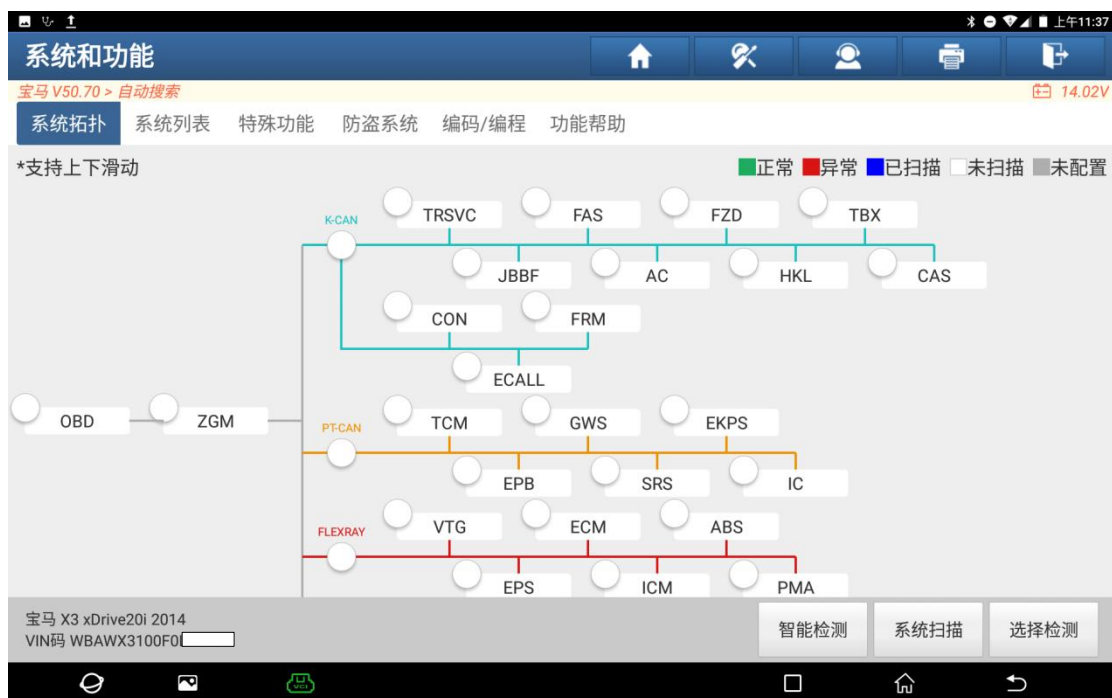 上午11:37
系统和功能
宝马 V50.70 > 自动搜索
14.02V
系统拓扑 系统列表 特殊功能 防盗系统 编码/编程 功能帮助
*支持上下滑动
正常 异常 已扫描 未扫描 未配置
K-CAN
TRSVC FAS FZD TBX
JBBF AC HKL CAS
CON FRM
ECALL
OBD ZGM
PT-CAN
TCM GWS EKPS
EPB SRS IC
FLEXRAY
VTG ECM ABS
EPS ICM PMA
宝马 X3 xDrive20i 2014
VIN码 WBAWX3100F0
智能检测 系统扫描 选择检测
VCI